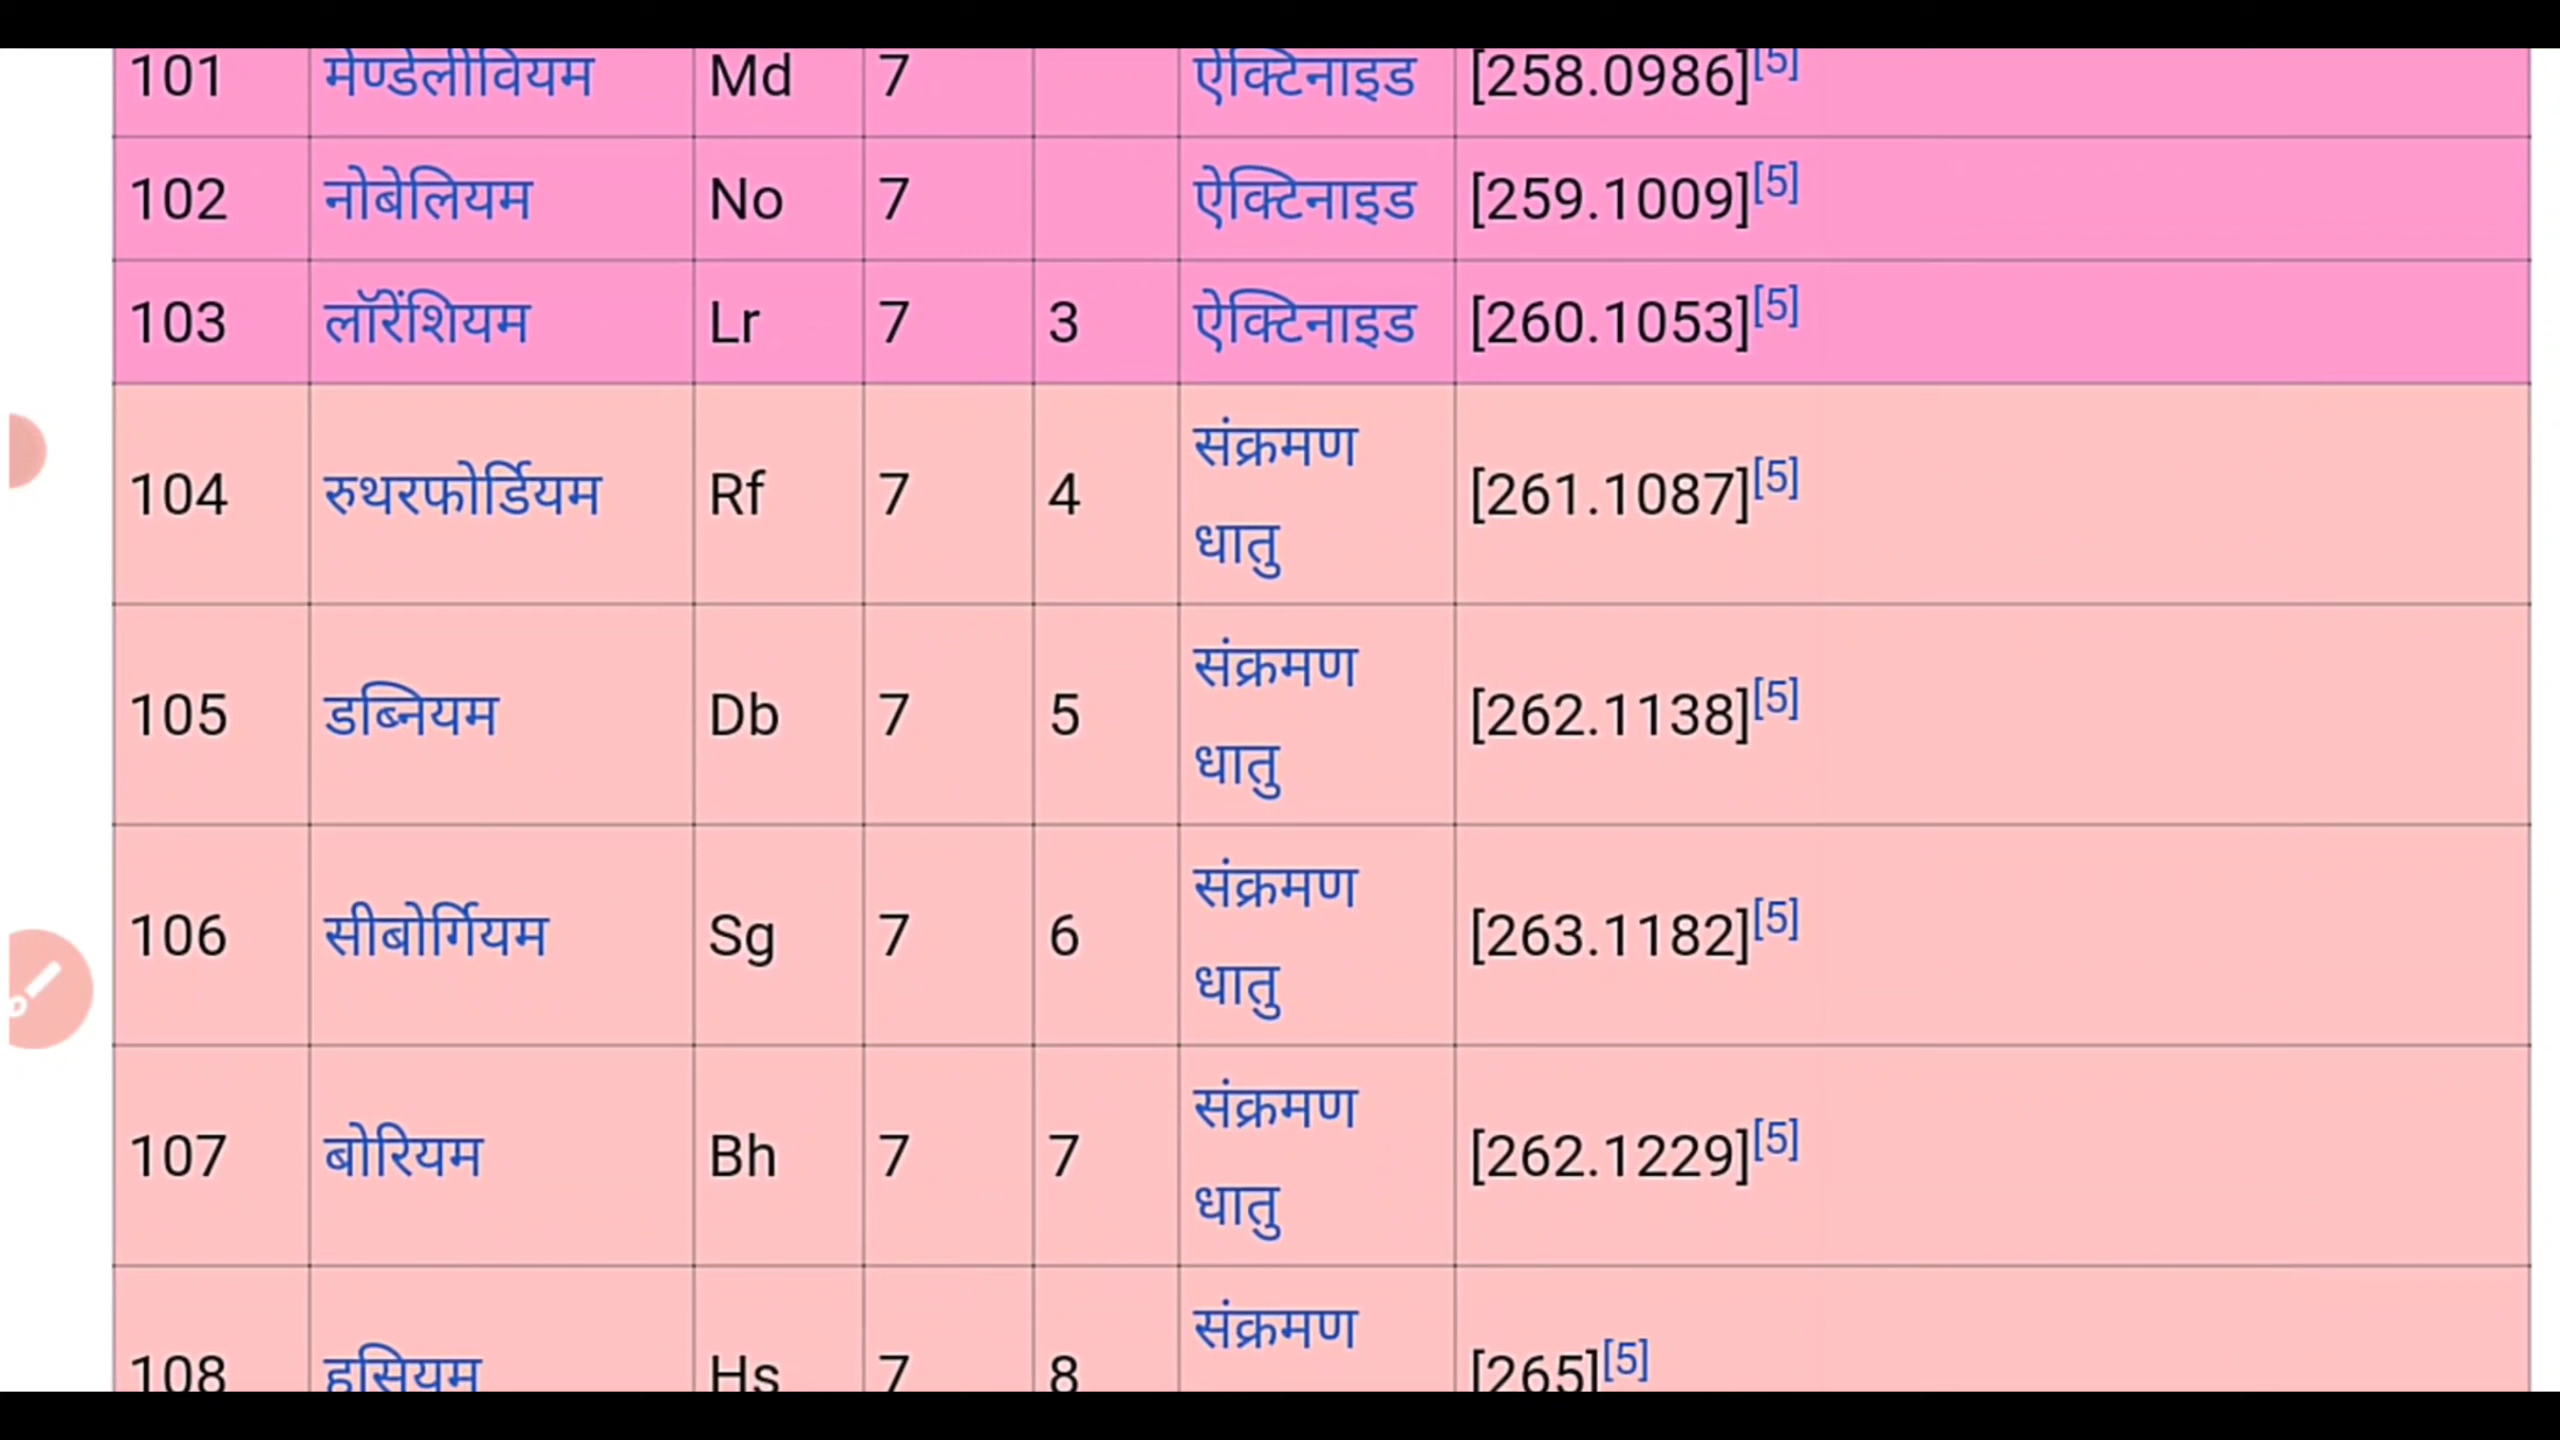 101 मेण्डेलीवियम Md 7 ऐक्टिनाइड [258.0986][5]
102 नोबेलियम No 7 ऐक्टिनाइड [259.1009][5]
103 लॉरेंशियम Lr 7 3 ऐक्टिनाइड [260.1053][5]
104 रुथरफोर्डियम Rf 7 4 संक्रमण [261.1087][5]
धातु
105 डब्नियम Db 7 5 संक्रमण [262.1138][5]
धातु
106 सीबोर्गियम Sg 7 6 संक्रमण [263.1182][5]
धातु
107 बोरियम Bh 7 7 संक्रमण [262.1229][5]
धातु
108 हसियम Hs 7 8 संक्रमण [265][5]